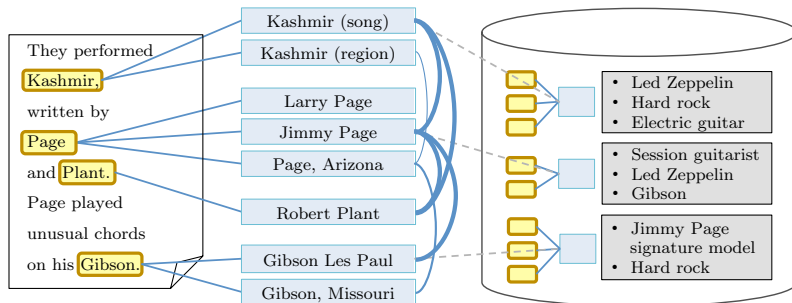 They performed
Kashmir,
written by
Page
and Plant.
Page played
unusual chords
on his Gibson.
Kashmir (song)
Kashmir (region)
Larry Page
Jimmy Page
Page, Arizona
Robert Plant
Gibson Les Paul
Gibson, Missouri
• Led Zeppelin
• Hard rock
• Electric guitar
• Session guitarist
• Led Zeppelin
• Gibson
• Jimmy Page
signature model
• Hard rock